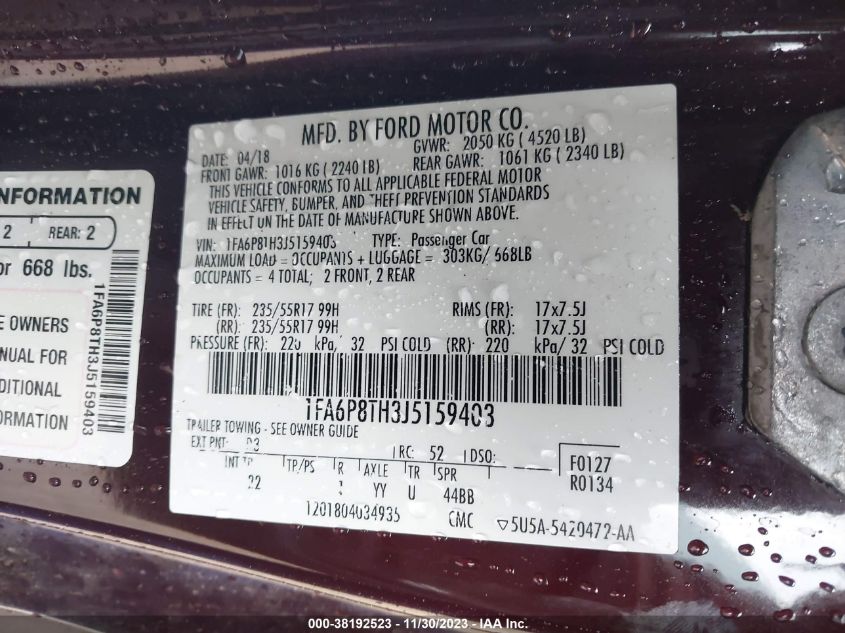 MFD. BY FORD MOTOR CO.
DATE: 04/18 GVWR: 2050 KG (4520 LB)
FRONT GAWR: 1016 KG (2240 LB) REAR GAWR: 1061 KG (2340 LB)
THIS VEHICLE CONFORMS TO ALL APPLICABLE FEDERAL MOTOR
VEHICLE SAFETY, BUMPER, AND THEFT PREVENTION STANDARDS
IN EFFECT ON THE DATE OF MANUFACTURE SHOWN ABOVE.
VIN: 1FA6P8TH3J5159403 TYPE: Passenger Car
MAXIMUM LOAD = OCCUPANTS + LUGGAGE = 303KG/ 668LB
OCCUPANTS = 4 TOTAL; 2 FRONT, 2 REAR
TIRE (FR): 235/55R17 99H RIMS (FR): 17x7.5J
(RR): 235/55R17 99H (RR): 17x7.5J
PRESSURE (FR): 220 kPa/ 32 PSI COLD (RR): 220 kPa/ 32 PSI COLD
1FA6P8TH3J5159403
TRAILER TOWING - SEE OWNER GUIDE
EXT PNT: RC: 52 DSO: F0127
R0134
INT TR TP/PS R AXLE TR SPR
22 YY U 44BB
1201804034935 CMC 5U5A-5420472-AA
NFORMATION
2 REAR: 2
or 668 lbs.
E OWNERS
NUAL FOR
DITIONAL
ORMATION
1FA6P8TH3J5159403
000-38192523 - 11/30/2023 - IAA Inc.